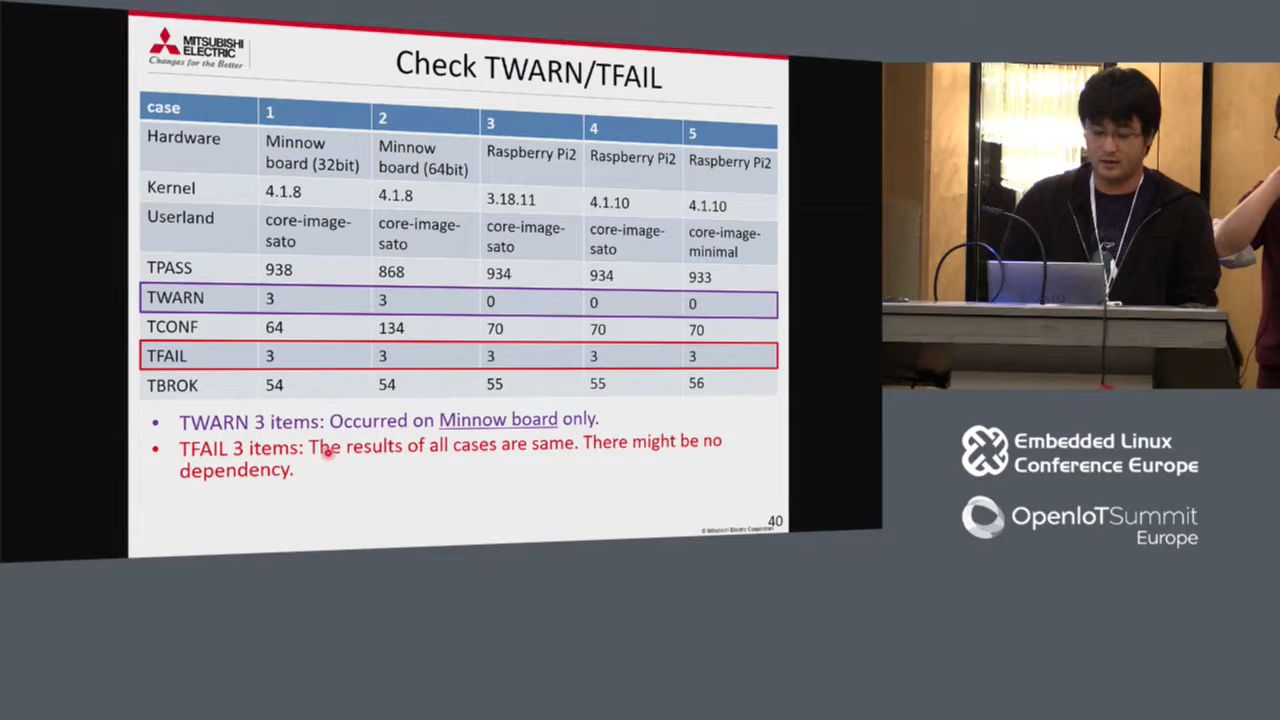 MITSUBISHI
ELECTRIC
Changes for the Better
Check TWARN/TFAIL
case 1 2 3 4 5
Hardware Minnow board (32bit) Minnow board (64bit) Raspberry Pi2 Raspberry Pi2 Raspberry Pi2
Kernel 4.1.8 4.1.8 3.18.11 4.1.10 4.1.10
Userland core-image-sato core-image-sato core-image-sato core-image-sato core-image-minimal
TPASS 938 868 934 934 933
TWARN 3 3 0 0 0
TCONF 64 134 70 70 70
TFAIL 3 3 3 3 3
TBROK 54 54 55 55 56
• TWARN 3 items: Occurred on Minnow board only.
• TFAIL 3 items: The results of all cases are same. There might be no
dependency.
40
© Mitsubishi Electric Corporation
Embedded Linux
Conference Europe
OpenIoTSummit
Europe